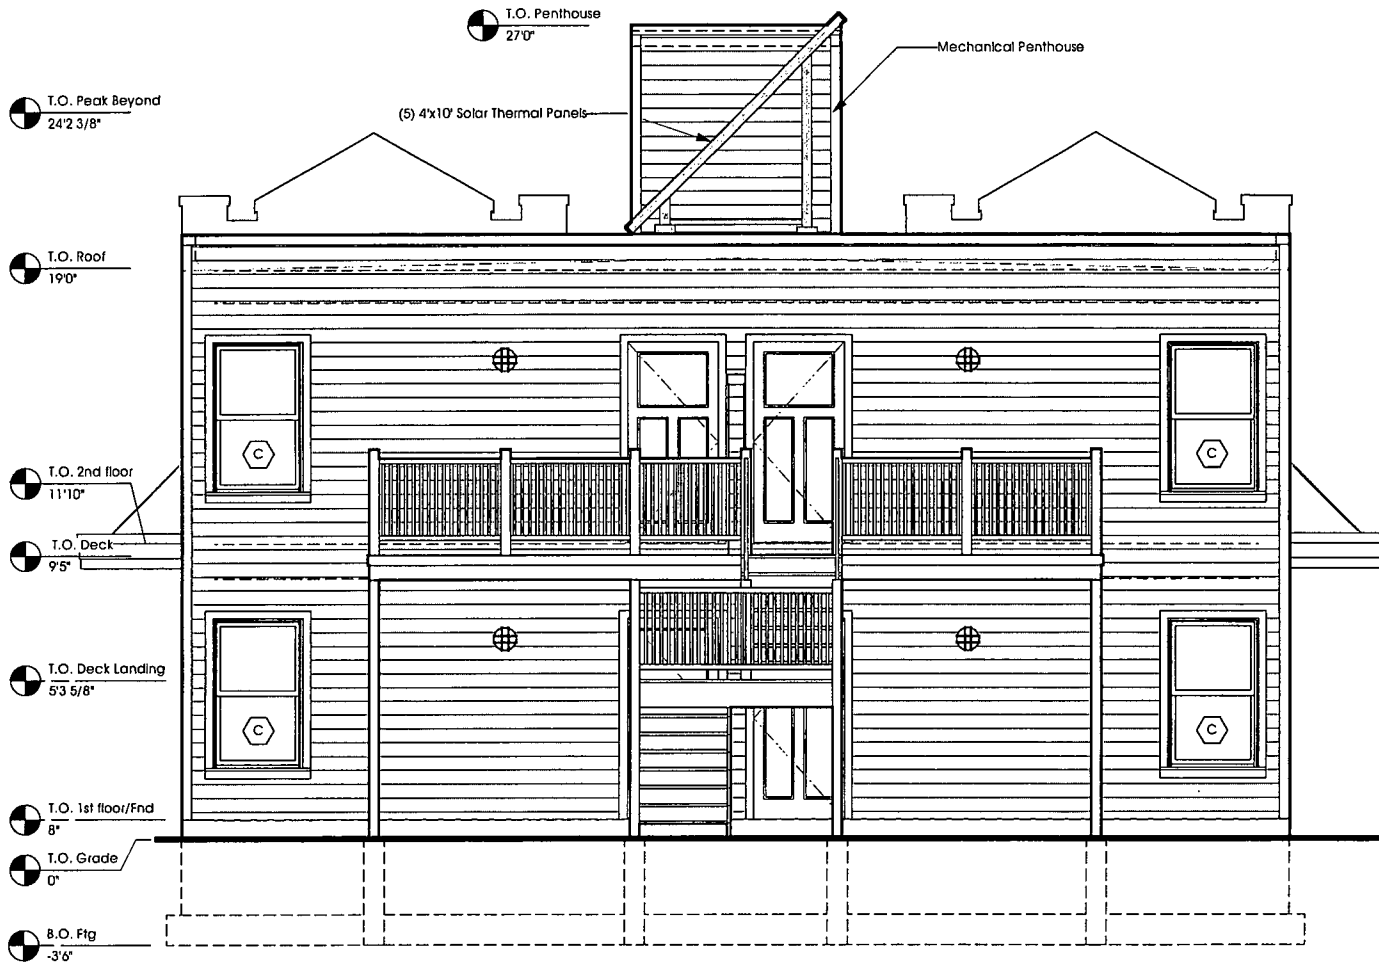 T.O. Penthouse
27'0"
Mechanical Penthouse
T.O. Peak Beyond
24'2 3/8"
(5) 4'x10' Solar Thermal Panels
T.O. Roof
19'0"
C
C
T.O. 2nd floor
11'10"
T.O. Deck
9'5"
T.O. Deck Landing
5'3 5/8"
C
C
T.O. 1st floor/Fnd
8"
T.O. Grade
0"
B.O. Ftg
-3'6"